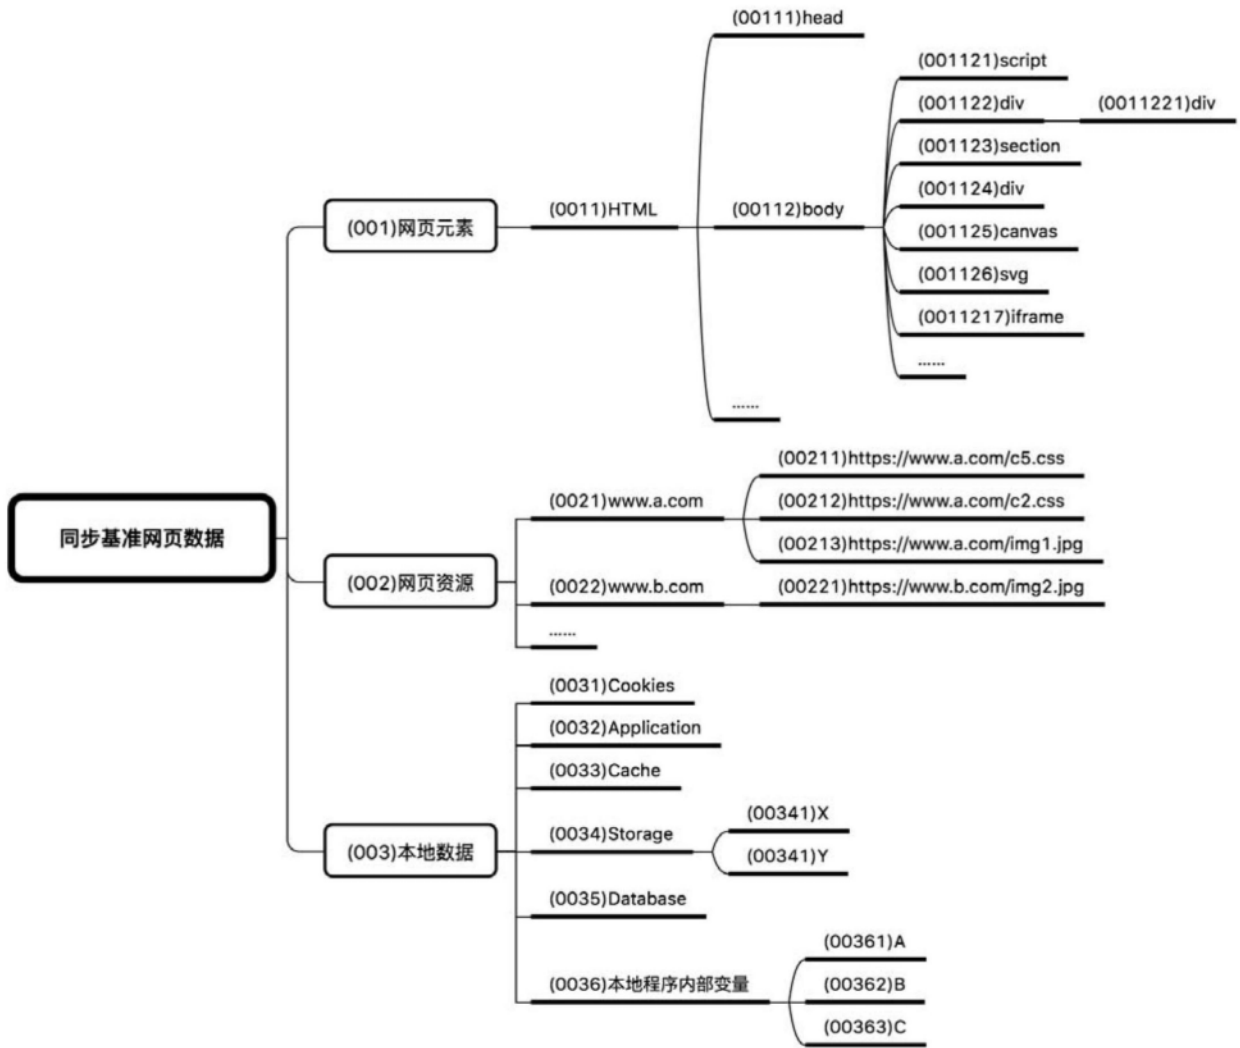 同步基准网页数据
(001)网页元素
(0011)HTML
(00111)head
(00112)body
(001121)script
(001122)div
(0011221)div
(001123)section
(001124)div
(001125)canvas
(001126)svg
(0011217)iframe
......
......
(002)网页资源
(0021)www.a.com
(00211)https://www.a.com/c5.css
(00212)https://www.a.com/c2.css
(00213)https://www.a.com/img1.jpg
(0022)www.b.com
(00221)https://www.b.com/img2.jpg
......
(003)本地数据
(0031)Cookies
(0032)Application
(0033)Cache
(0034)Storage
(00341)X
(00341)Y
(0035)Database
(0036)本地程序内部变量
(00361)A
(00362)B
(00363)C